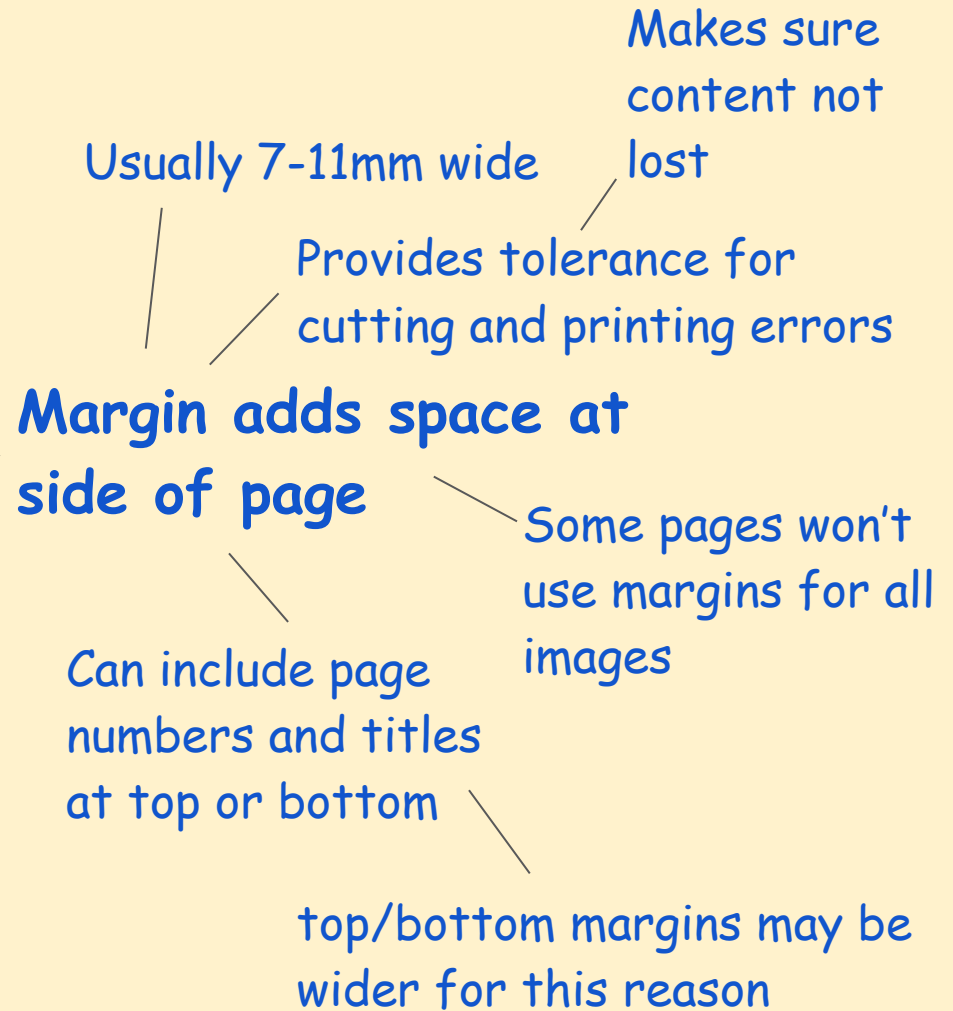 Makes sure
content not
lost
Usually 7-11mm wide
Provides tolerance for
cutting and printing errors
Margin adds space at
side of page
Some pages won't
use margins for all
images
Can include page
numbers and titles
at top or bottom
top/bottom margins may be
wider for this reason